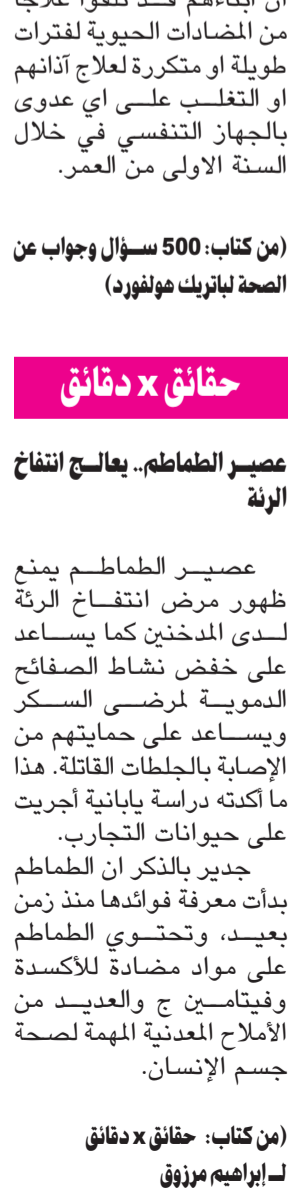 ان ابناءهم قد تلقوا علاجا
من المضادات الحيوية لفترات
طويلة او متكررة لعلاج آذانهم
او التغلب على اي عدوى
بالجهاز التنفسي في خلال
السنة الاولى من العمر.
(من كتاب: 500 سؤال وجواب عن
الصحة لباتريك هولفورد)
حقائق x دقائق
عصير الطماطم.. يعالج انتفاخ
الرئة
عصير الطماطم يمنع
ظهور مرض انتفاخ الرئة
لدى المدخنين كما يساعد
على خفض نشاط الصفائح
الدموية لمرضى السكر
ويساعد على حمايتهم من
الإصابة بالجلطات القاتلة. هذا
ما أكدته دراسة يابانية أجريت
على حيوانات التجارب.
جدير بالذكر ان الطماطم
بدأت معرفة فوائدها منذ زمن
بعيد، وتحتوي الطماطم
على مواد مضادة للأكسدة
وفيتامين ج والعديد من
الأملاح المعدنية المهمة لصحة
جسم الإنسان.
(من كتاب: حقائق x دقائق
لـ إبراهيم مرزوق